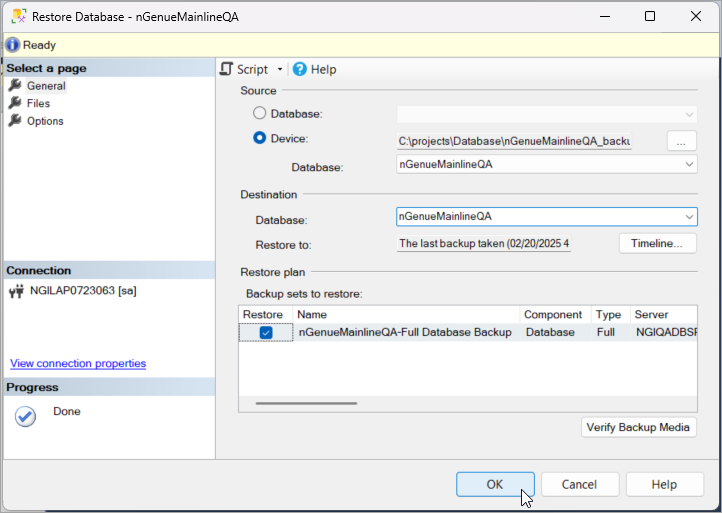 Restore Database - nGenueMainlineQA
Ready
Select a page
General
Files
Options
Script
Help
Source
Database:
Device:
C:\projects\Database\nGenueMainlineQA_backu
...
Database:
nGenueMainlineQA
Destination
Database:
nGenueMainlineQA
Restore to:
The last backup taken (02/20/2025 4
Timeline...
Restore plan
Backup sets to restore:
Restore Name Component Type Server
nGenueMainlineQA-Full Database Backup Database Full NGIQADBSR
Verify Backup Media
Connection
NGILAP0723063 [sa]
View connection properties
Progress
Done
OK Cancel Help